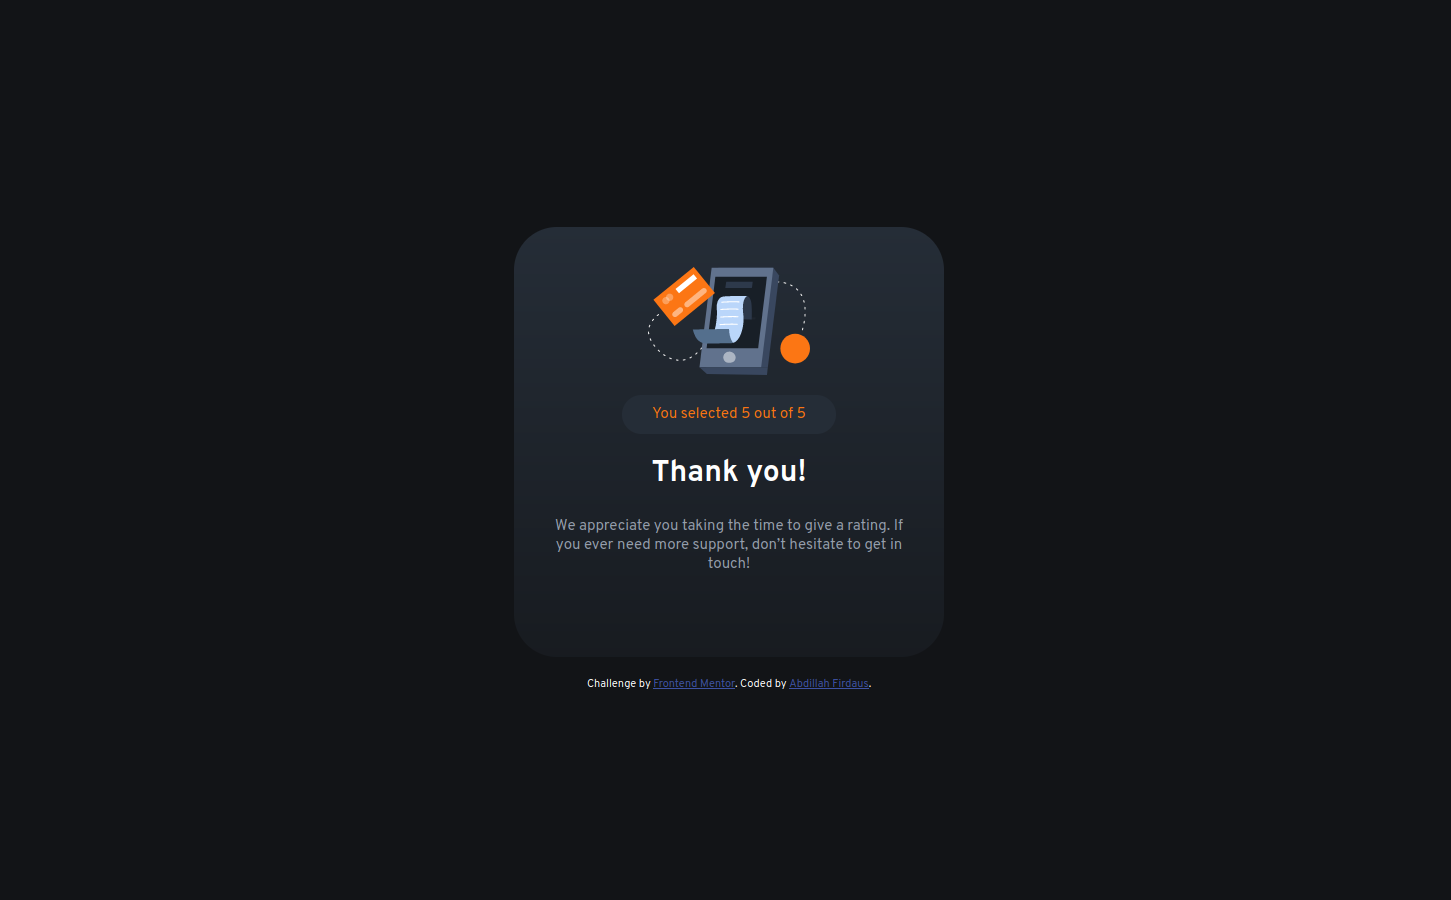 You selected 5 out of 5
Thank you!
We appreciate you taking the time to give a rating. If
you ever need more support, don’t hesitate to get in
touch!
Challenge by Frontend Mentor. Coded by Abdillah Firdaus.